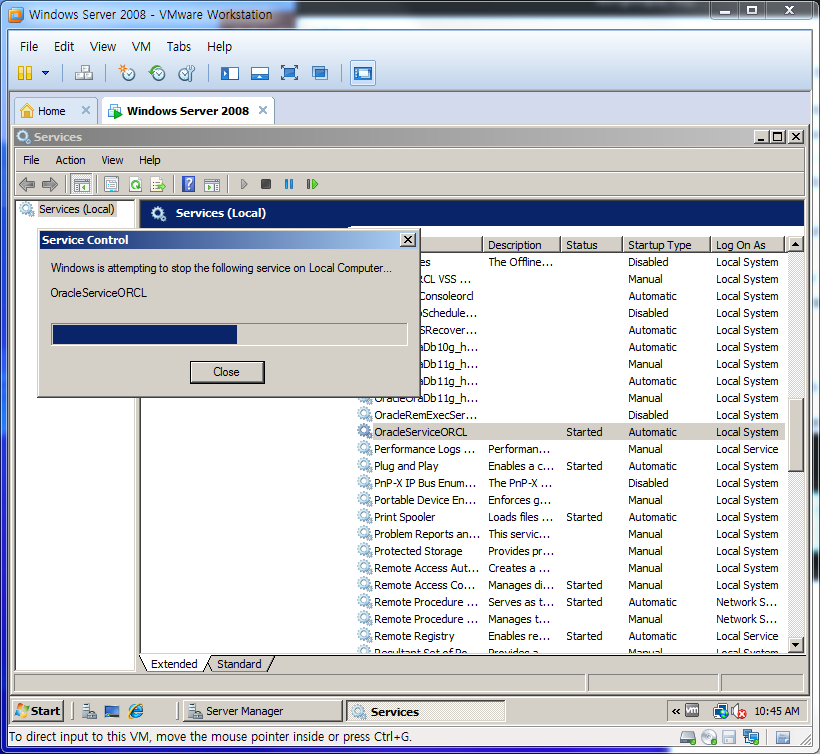 Windows Server 2008 - VMware Workstation
File Edit View VM Tabs Help
Home Windows Server 2008
Services
File Action View Help
Services (Local) Services (Local)
Service Control
Windows is attempting to stop the following service on Local Computer...
OracleServiceORCL
Close
Description Status Startup Type Log On As
es The Offline... Disabled Local System
RCL VSS ... Manual Local System
Consoleorcl Automatic Local System
Schedule... Disabled Local System
SRecover... Automatic Local System
aDb10g_h... Automatic Local System
aDb11g_h... Manual Local System
aDb11g_h... Automatic Local System
OracleOraDb11g_h... Manual Local System
OracleRemExecSer... Disabled Local System
OracleServiceORCL Started Automatic Local System
Performance Logs ... Performan... Manual Local Service
Plug and Play Enables a c... Started Automatic Local System
PnP-X IP Bus Enum... The PnP-X ... Disabled Local System
Portable Device En... Enforces g... Manual Local System
Print Spooler Loads files ... Started Automatic Local System
Problem Reports an... This servic... Manual Local System
Protected Storage Provides pr... Manual Local System
Remote Access Aut... Creates a ... Manual Local System
Remote Access Co... Manages di... Started Manual Local System
Remote Procedure ... Serves as t... Started Automatic Network S...
Remote Procedure ... Manages t... Manual Network S...
Remote Registry Enables re... Started Automatic Local Service
Resultant Set of Po... Provides a ... Manual Local System
Extended Standard
Start Server Manager Services 10:45 AM
To direct input to this VM, move the mouse pointer inside or press Ctrl+G.